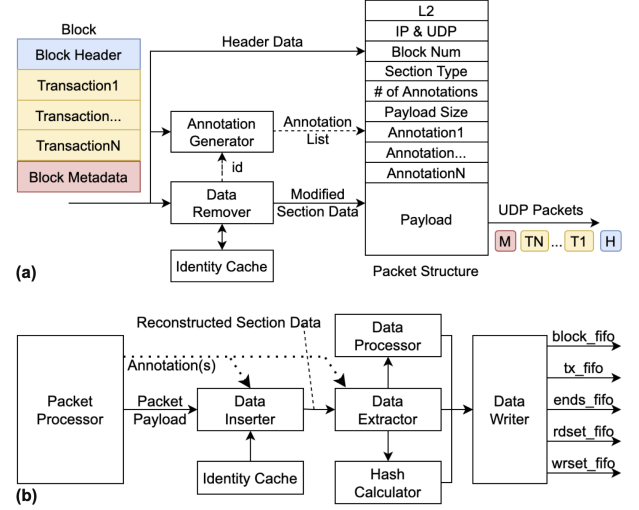 Block
Block Header
Transaction1
Transaction...
TransactionN
Block Metadata
Header Data
Annotation
Generator
Annotation
List
id
Data
Remover
Modified
Section Data
Identity Cache
L2
IP & UDP
Block Num
Section Type
# of Annotations
Payload Size
Annotation1
Annotation...
AnnotationN
Payload
Packet Structure
UDP Packets
M TN ... T1 H
(a)
Reconstructed Section Data
Annotation(s)
Packet
Processor
Packet
Payload
Data
Inserter
Identity Cache
Data
Processor
Data
Extractor
Hash
Calculator
Data
Writer
block_fifo
tx_fifo
ends_fifo
rdset_fifo
wrset_fifo
(b)